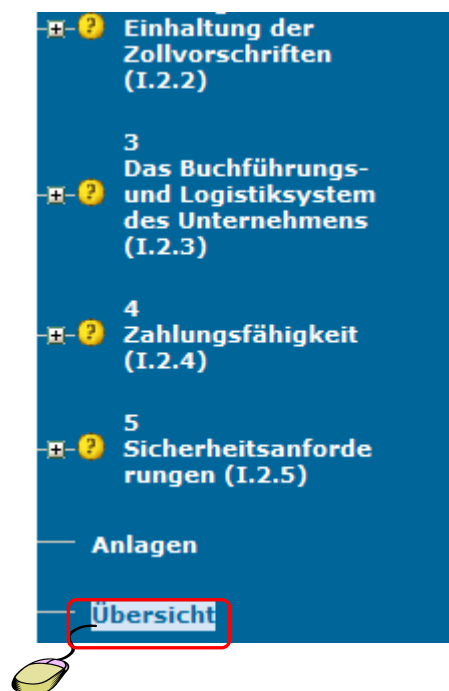 Einhaltung der
Zollvorschriften
(I.2.2)
3
Das Buchführungs-
und Logistiksystem
des Unternehmens
(I.2.3)
4
Zahlungsfähigkeit
(I.2.4)
5
Sicherheitsanforde
rungen (I.2.5)
Anlagen
Übersicht